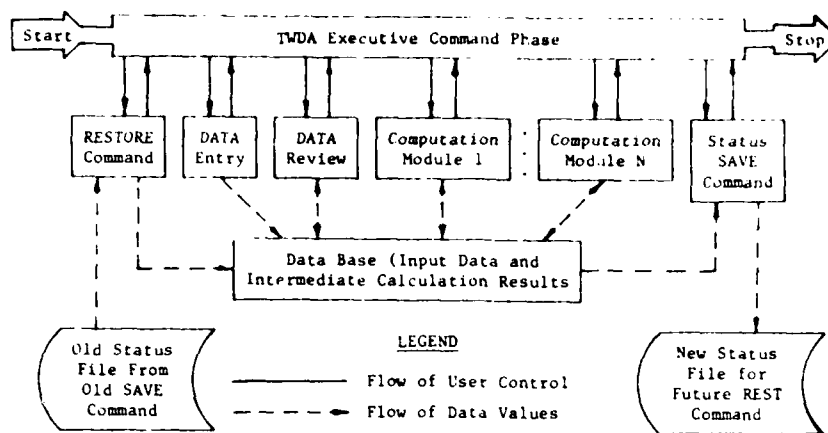 Start
TWDA Executive Command Phase
Stop
RESTORE
Command
DATA
Entry
DATA
Review
Computation
Module 1
Computation
Module N
Status
SAVE
Command
Data Base (Input Data and
Intermediate Calculation Results
Old Status
File From
Old SAVE
Command
LEGEND
Flow of User Control
Flow of Data Values
New Status
File for
Future REST
Command